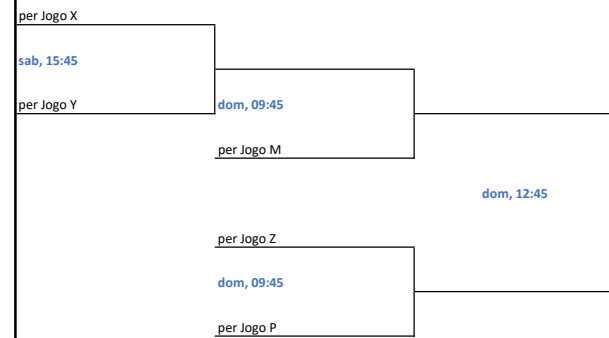 per Jogo X
sab, 15:45
per Jogo Y
dom, 09:45
per Jogo M
dom, 12:45
per Jogo Z
dom, 09:45
per Jogo P